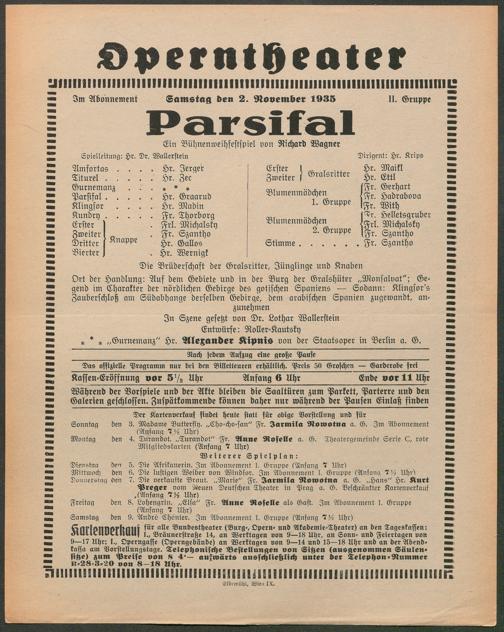 Operntheater
Im Abonnement Samstag den 2. November 1935 II. Gruppe
Parsifal
Ein Bühnenweihfestspiel von Richard Wagner
Spielleitung: Hr. Dr. Wallerstein Dirigent: Hr. Krips
Amfortas . . . . Hr. Jerger
Titurel . . . . . Hr. Zec
Gurnemanz . . . * * *
Parsifal . . . . . Hr. Graarud
Klingsor . . . . Hr. Madin
Kundry . . . . . Fr. Thorborg
Erster Frl. Michalsky
Zweiter Knappe . . Fr. Szantho
Dritter Hr. Gallos
Vierter Hr. Wernigk
Erster Gralsritter Hr. Maikl
Zweiter Hr. Ettl
Blumenmädchen 1. Gruppe Fr. Gerhart
Fr. Hadrabova
Fr. With
Blumenmädchen 2. Gruppe Fr. Helletsgruber
Frl. Michalsky
Fr. Szantho
Stimme . . . . . . Fr. Szantho
Die Brüderschaft der Gralsritter, Jünglinge und Knaben
Ort der Handlung: Auf dem Gebiete und in der Burg der Gralshüter „Monsalvat“; Ge-
gend im Charakter der nördlichen Gebirge des gotischen Spaniens — Sodann: Klingsor's
Zauberschloß am Südabhange derselben Gebirge, dem arabischen Spanien zugewandt, an-
zunehmen
In Szene gesetzt von Dr. Lothar Wallerstein
Entwürfe: Roller-Kautsky
* * * „Gurnemanz“ Hr. Alexander Kipnis von der Staatsoper in Berlin a. G.
Nach jedem Aufzug eine große Pause
Das offizielle Programm nur bei den Billetteuren erhältlich. Preis 50 Groschen — Garderobe frei
Kassen-Eröffnung vor 5½ Uhr Anfang 6 Uhr Ende vor 11 Uhr
Während der Vorspiele und der Akte bleiben die Saaltüren zum Parkett, Parterre und den
Galerien geschlossen. Zuspätkommende können daher nur während der Pausen Einlaß finden
Der Kartenverkauf findet heute statt für obige Vorstellung und für
Sonntag den 3. Madame Butterfly. „Cho-cho-san“ Fr. Jarmila Novotna a. G. Im Abonnement
(Anfang 7½ Uhr)
Montag den 4. Turandot. „Turandot“ Fr. Anne Roselle a. G. Theatergemeinde Serie C, rote
Mitgliedskarten (Anfang 7 Uhr)
Weiterer Spielplan:
Dienstag den 5. Die Afrikanerin. Im Abonnement 1. Gruppe (Anfang 7 Uhr)
Mittwoch den 6. Die lustigen Weiber von Windsor. Im Abonnement 1. Gruppe (Anfang 7½ Uhr)
Donnerstag den 7. Die verkaufte Braut. „Marie“ Fr. Jarmila Novotna a. G. „Hans“ Hr. Kurt
Preger vom Neuen Deutschen Theater in Prag a. G. Beschränkter Kartenverkauf
(Anfang 7½ Uhr)
Freitag den 8. Lohengrin. „Elsa“ Fr. Anne Roselle als Gast. Im Abonnement 1. Gruppe
(Anfang 7 Uhr)
Samstag den 9. André Chénier. Im Abonnement 1. Gruppe (Anfang 7½ Uhr)
Kartenverkauf für alle Bundestheater (Burg-, Opern- und Akademie-Theater) an den Tageskassen:
I., Bräunerstraße 14, an Werktagen von 9—18 Uhr, an Sonn- und Feiertagen von
9—17 Uhr; I., Operngasse (Operngebäude) an Werktagen von 9—14 und 15—18 Uhr und an der Abend-
kassa am Vorstellungstage. Telephonische Bestellungen von Sitzen (ausgenommen Säulen-
sitze) zum Preise von S 4·— aufwärts ausschließlich unter der Telephon-Nummer
R-28-3-20 von 8—18 Uhr.
Elbemühl, Wien IX.